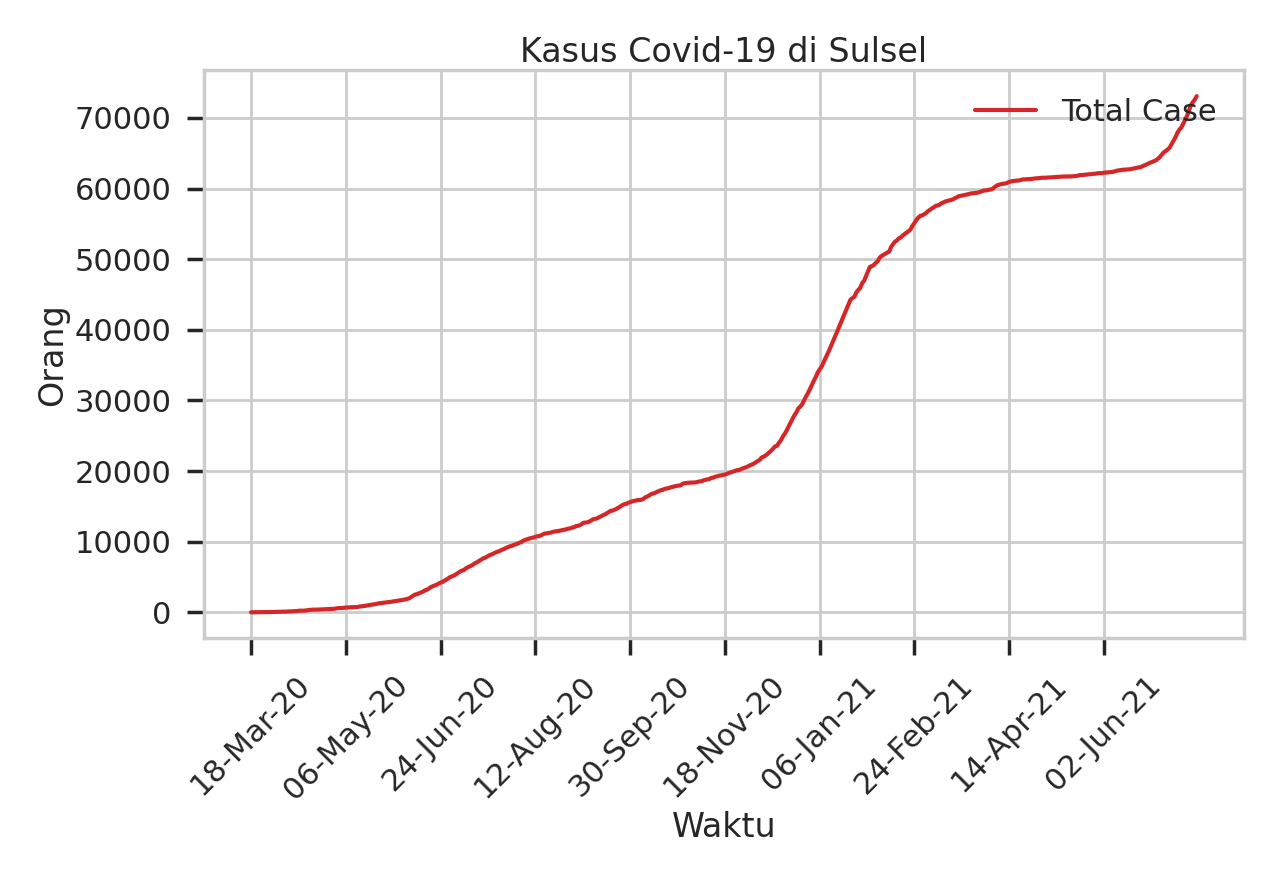 Kasus Covid-19 di Sulsel
Total Case
Orang
70000
60000
50000
40000
30000
20000
10000
0
18-Mar-20
06-May-20
24-Jun-20
12-Aug-20
30-Sep-20
18-Nov-20
06-Jan-21
24-Feb-21
14-Apr-21
02-Jun-21
Waktu